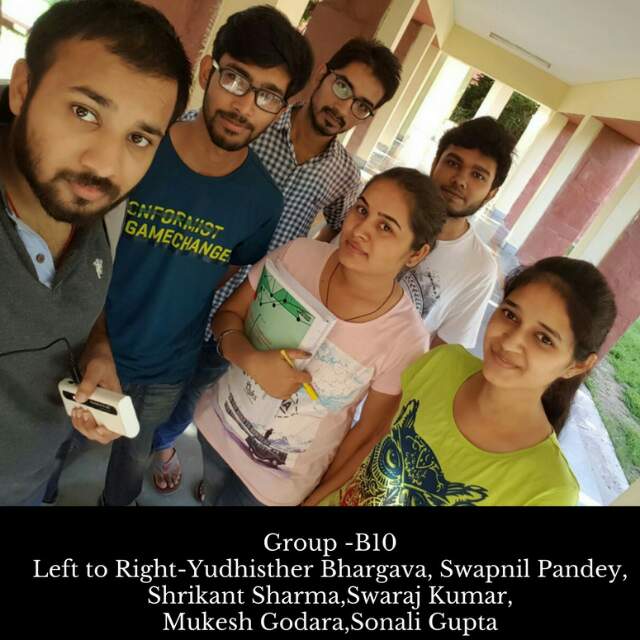 CNFORMIST
GAMECHANGE
Group -B10
Left to Right-Yudhisther Bhargava, Swapnil Pandey,
Shrikant Sharma,Swaraj Kumar,
Mukesh Godara,Sonali Gupta